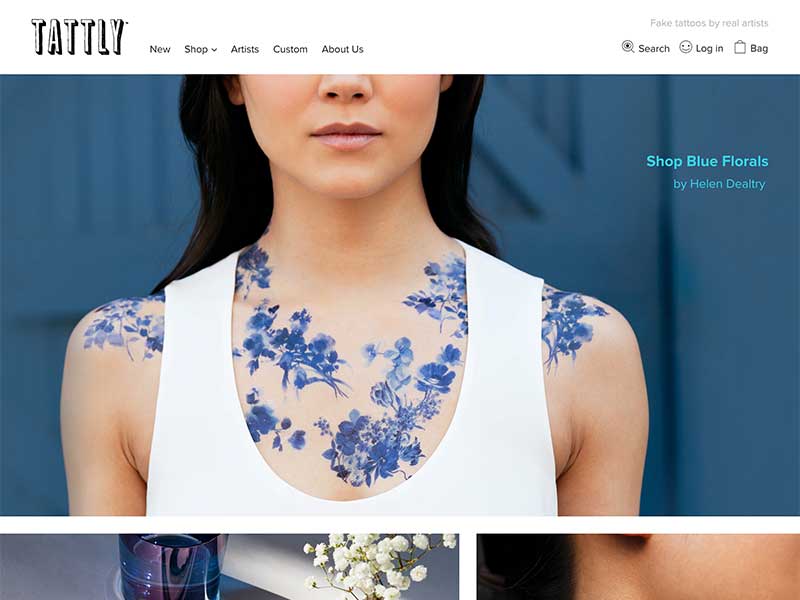 TATTLY™
Fake tattoos by real artists
New Shop Artists Custom About Us
Search Log in Bag
Shop Blue Florals
by Helen Dealtry